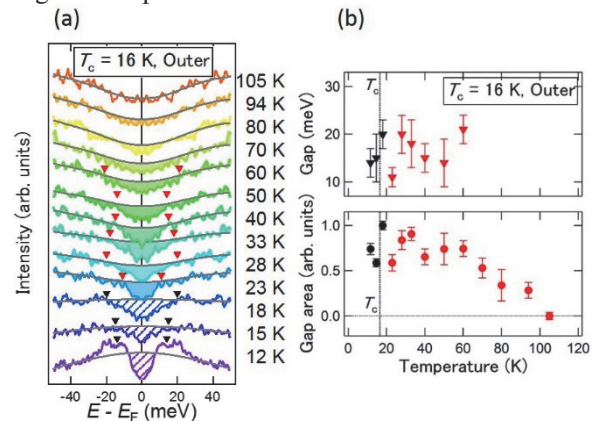 (a)
T_c = 16 K, Outer
105 K
94 K
80 K
70 K
60 K
50 K
40 K
33 K
28 K
23 K
18 K
15 K
12 K
Intensity (arb. units)
-40 -20 0 20 40
E - E_F (meV)
(b)
T_c
T_c = 16 K, Outer
Gap (meV)
30
20
10
Gap area (arb. units)
1.0
0.5
0.0
T_c
0 20 40 60 80 100 120
Temperature (K)